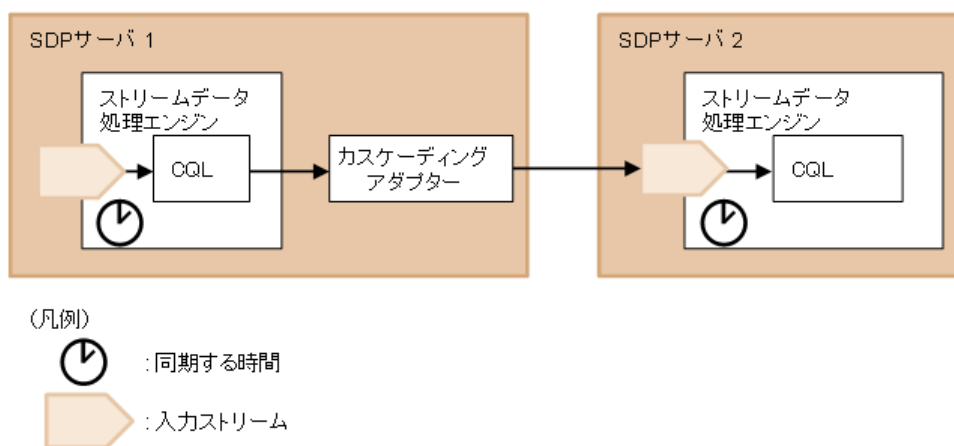 SDPサーバ 1
ストリームデータ
処理エンジン
CQL
カスケーディング
アダプター
SDPサーバ 2
ストリームデータ
処理エンジン
CQL
(凡例)
:同期する時間
:入力ストリーム